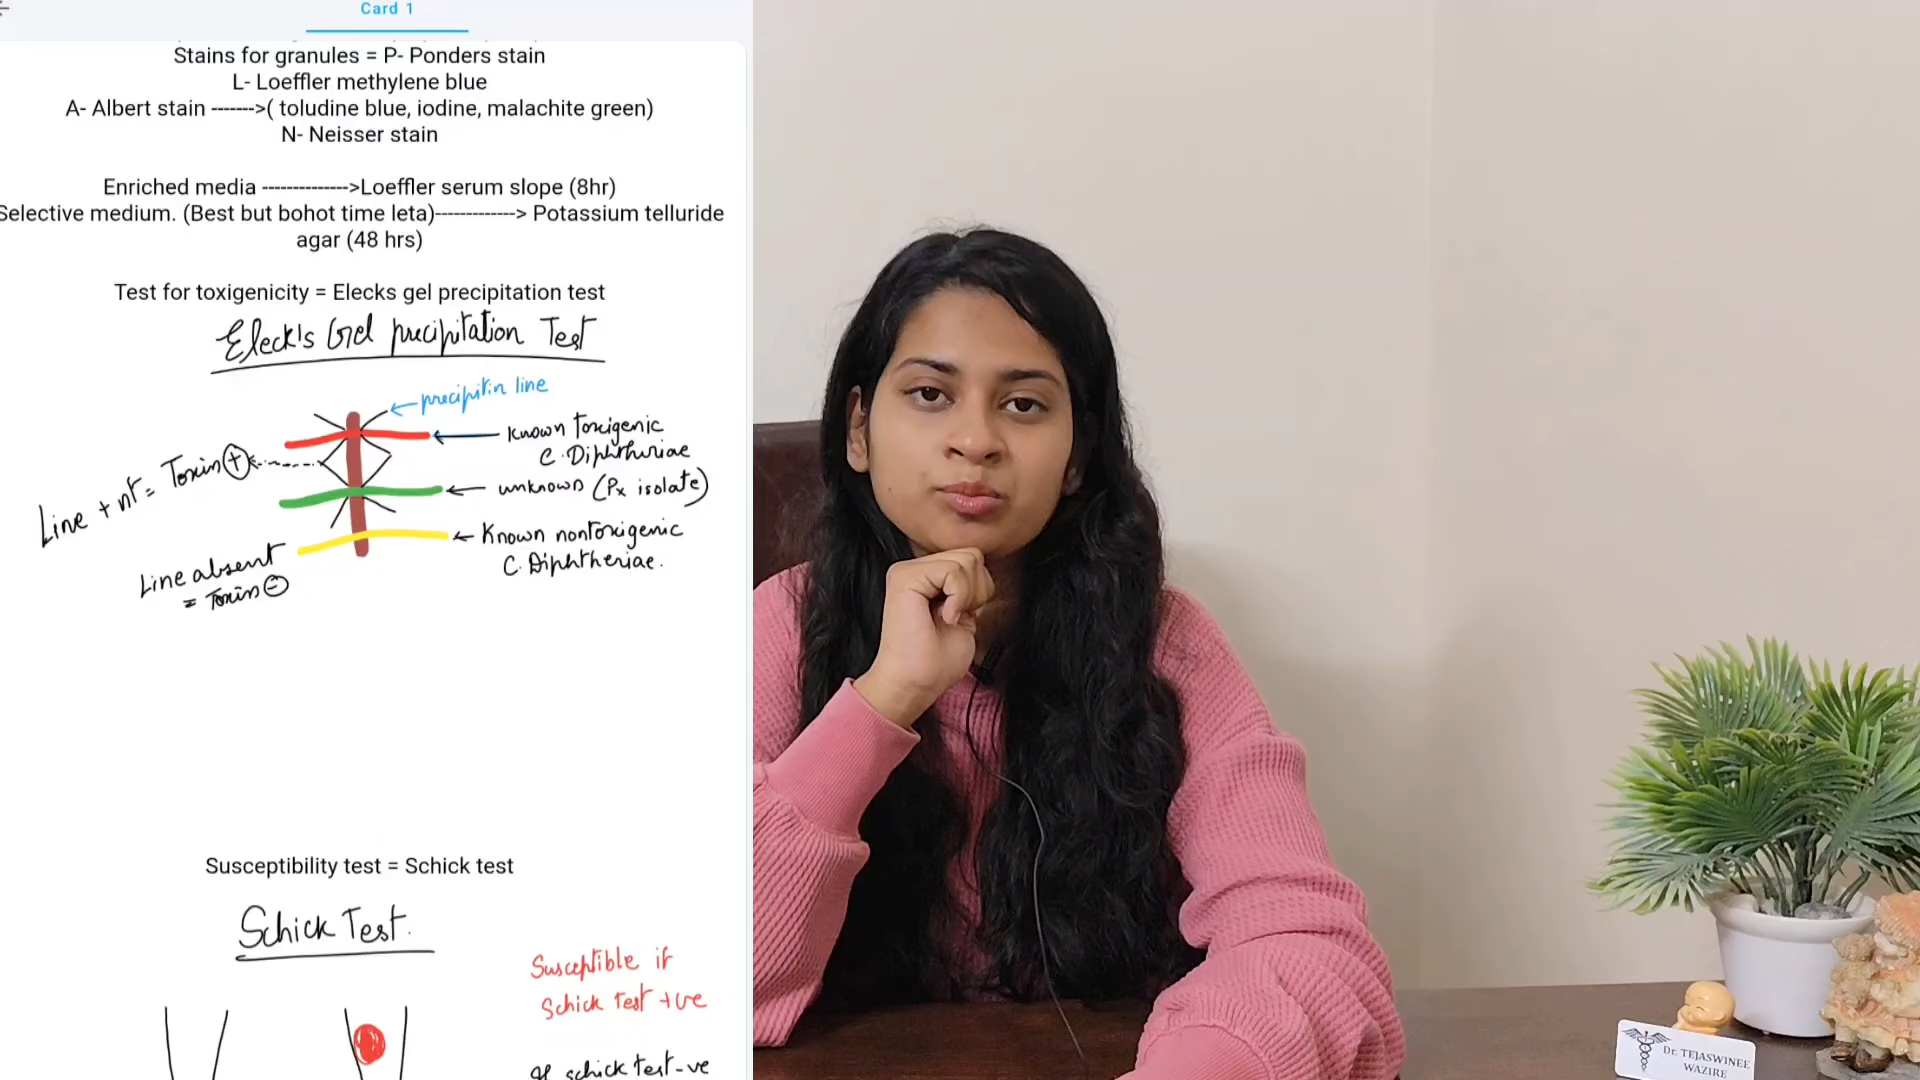 Card 1
Stains for granules = P- Ponders stain
L- Loeffler methylene blue
A- Albert stain ------->( toludine blue, iodine, malachite green)
N- Neisser stain
Enriched media -------------->Loeffler serum slope (8hr)
Selective medium. (Best but bohot time leta)-------------> Potassium telluride
agar (48 hrs)
Test for toxigenicity = Elecks gel precipitation test
Eleck's Gel precipitation Test
←precipitin line
Known Toxigenic
C. Diphtheriae
unknown (Px isolate)
Line + nt = Toxin +
Known nontoxigenic
C. Diphtheriae.
Line absent
= Toxin -
Susceptibility test = Schick test
Schick Test.
Susceptible if
Schick Test +ve
If schick test -ve
Dr. TEJASWINEE
WAZIRE